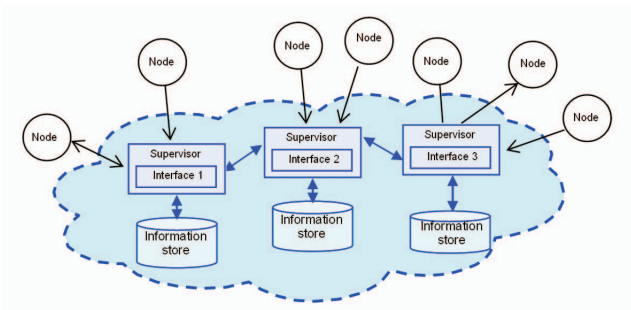 Node
Node
Node
Node
Node
Node
Node
Node
Supervisor
Interface 1
Supervisor
Interface 2
Supervisor
Interface 3
Information
store
Information
store
Information
store